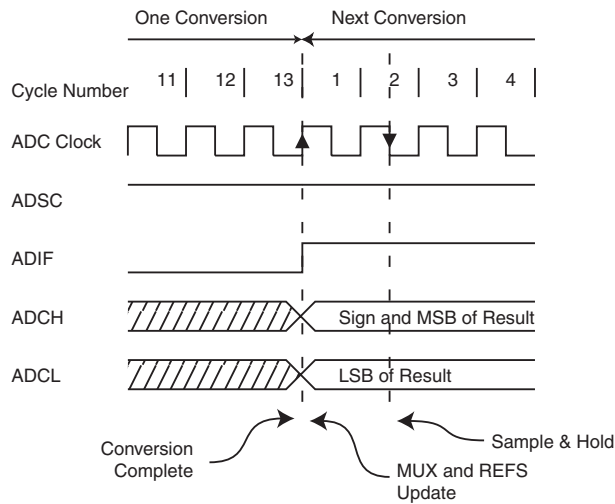 One Conversion Next Conversion
Cycle Number 11 12 13 1 2 3 4
ADC Clock
ADSC
ADIF
ADCH Sign and MSB of Result
ADCL LSB of Result
Conversion
Complete
MUX and REFS
Update
Sample & Hold